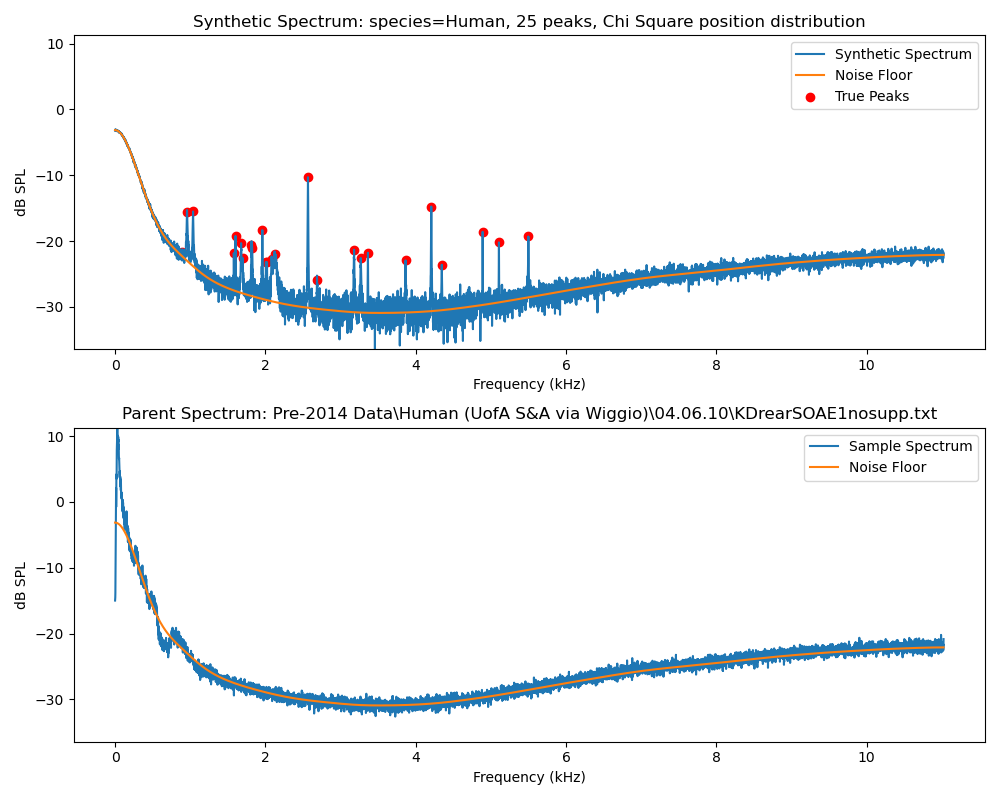 Synthetic Spectrum: species=Human, 25 peaks, Chi Square position distribution
10
0
−10
−20
−30
dB SPL
Synthetic Spectrum
Noise Floor
True Peaks
0 2 4 6 8 10
Frequency (kHz)
Parent Spectrum: Pre-2014 Data\Human (UofA S&A via Wiggio)\04.06.10\KDrearSOAE1nosupp.txt
10
0
−10
−20
−30
dB SPL
Sample Spectrum
Noise Floor
0 2 4 6 8 10
Frequency (kHz)